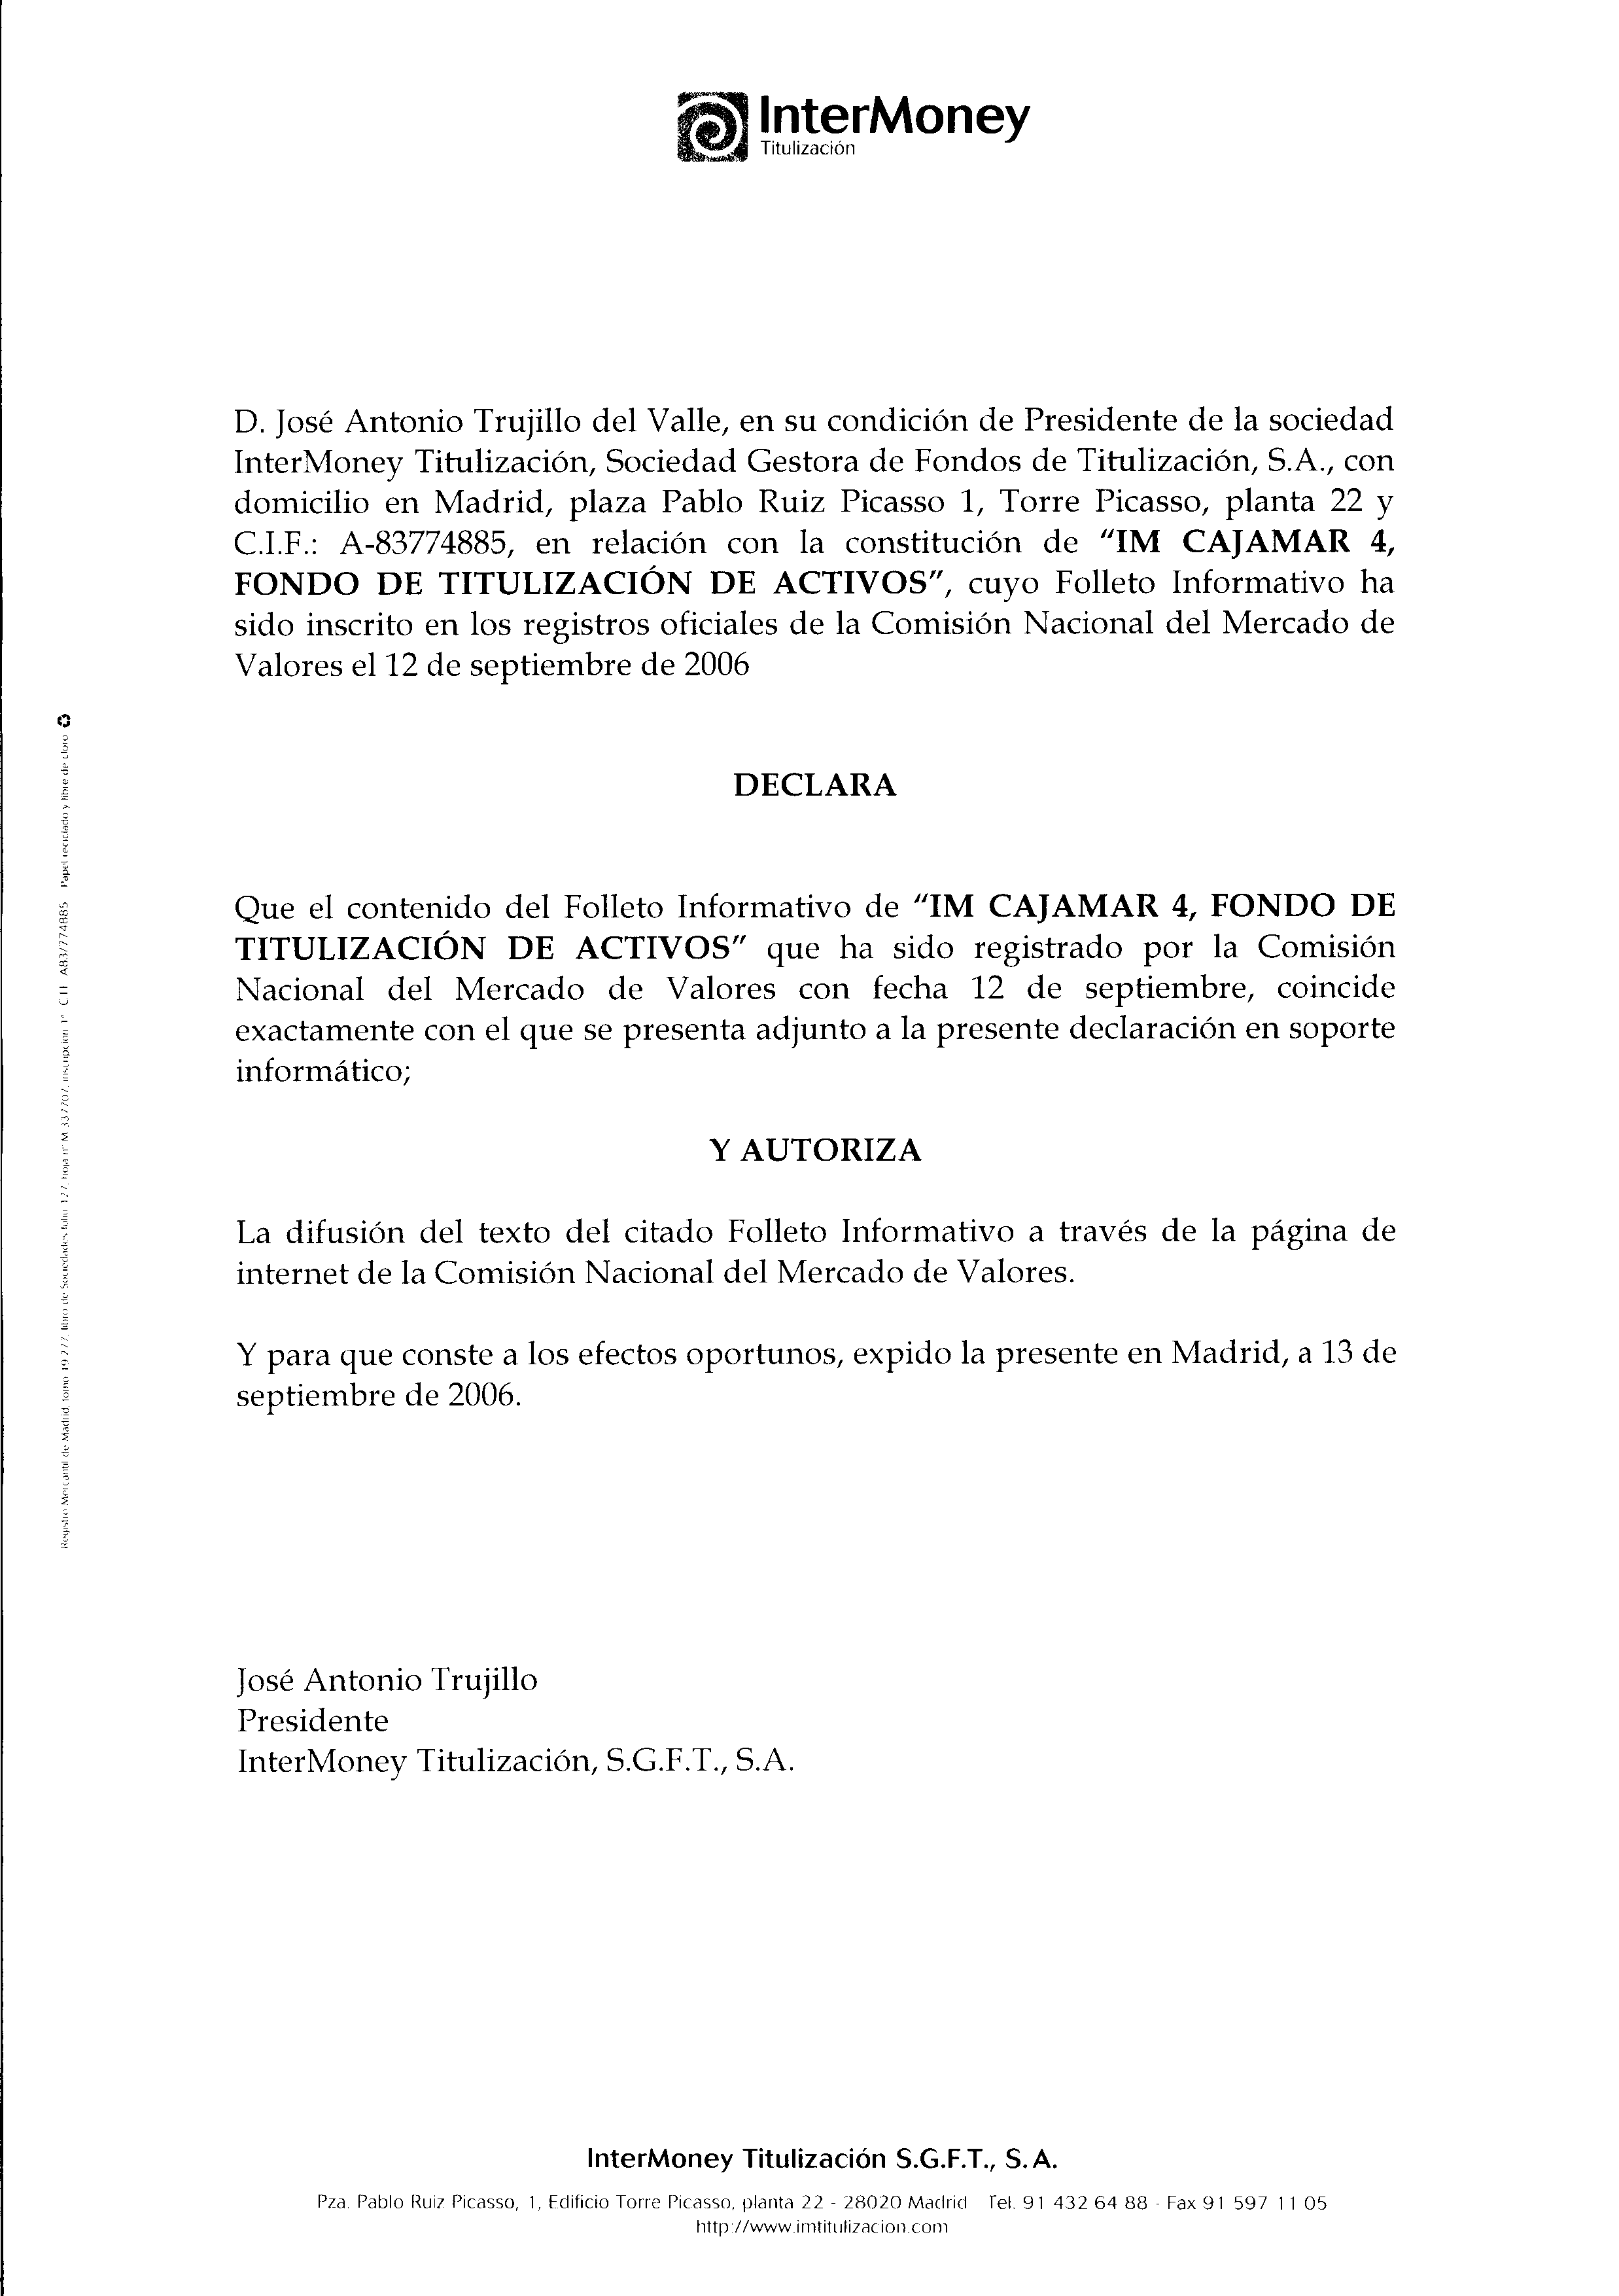 InterMoney
Titulización
D. José Antonio Trujillo del Valle, en su condición de Presidente de la sociedad
InterMoney Titulización, Sociedad Gestora de Fondos de Titulización, S.A., con
domicilio en Madrid, plaza Pablo Ruiz Picasso 1, Torre Picasso, planta 22 y
C.I.F.: A-83774885, en relación con la constitución de "IM CAJAMAR 4,
FONDO DE TITULIZACIÓN DE ACTIVOS", cuyo Folleto Informativo ha
sido inscrito en los registros oficiales de la Comisión Nacional del Mercado de
Valores el 12 de septiembre de 2006
DECLARA
Que el contenido del Folleto Informativo de "IM CAJAMAR 4, FONDO DE
TITULIZACIÓN DE ACTIVOS" que ha sido registrado por la Comisión
Nacional del Mercado de Valores con fecha 12 de septiembre, coincide
exactamente con el que se presenta adjunto a la presente declaración en soporte
informático;
Y AUTORIZA
La difusión del texto del citado Folleto Informativo a través de la página de
internet de la Comisión Nacional del Mercado de Valores.
Y para que conste a los efectos oportunos, expido la presente en Madrid, a 13 de
septiembre de 2006.
José Antonio Trujillo
Presidente
InterMoney Titulización, S.G.F.T., S.A.
Registro Mercantil de Madrid, tomo 19.277, libro de Sociedades folio 127, hoja nº M 337707, inscripción 1ª A83/774885 Papel reciclado y libre de cloro
InterMoney Titulización S.G.F.T., S.A.
Pza. Pablo Ruiz Picasso, 1, Edificio Torre Picasso, planta 22 - 28020 Madrid Tel. 91 432 64 88 - Fax 91 597 11 05
http://www.imtitulizacion.com